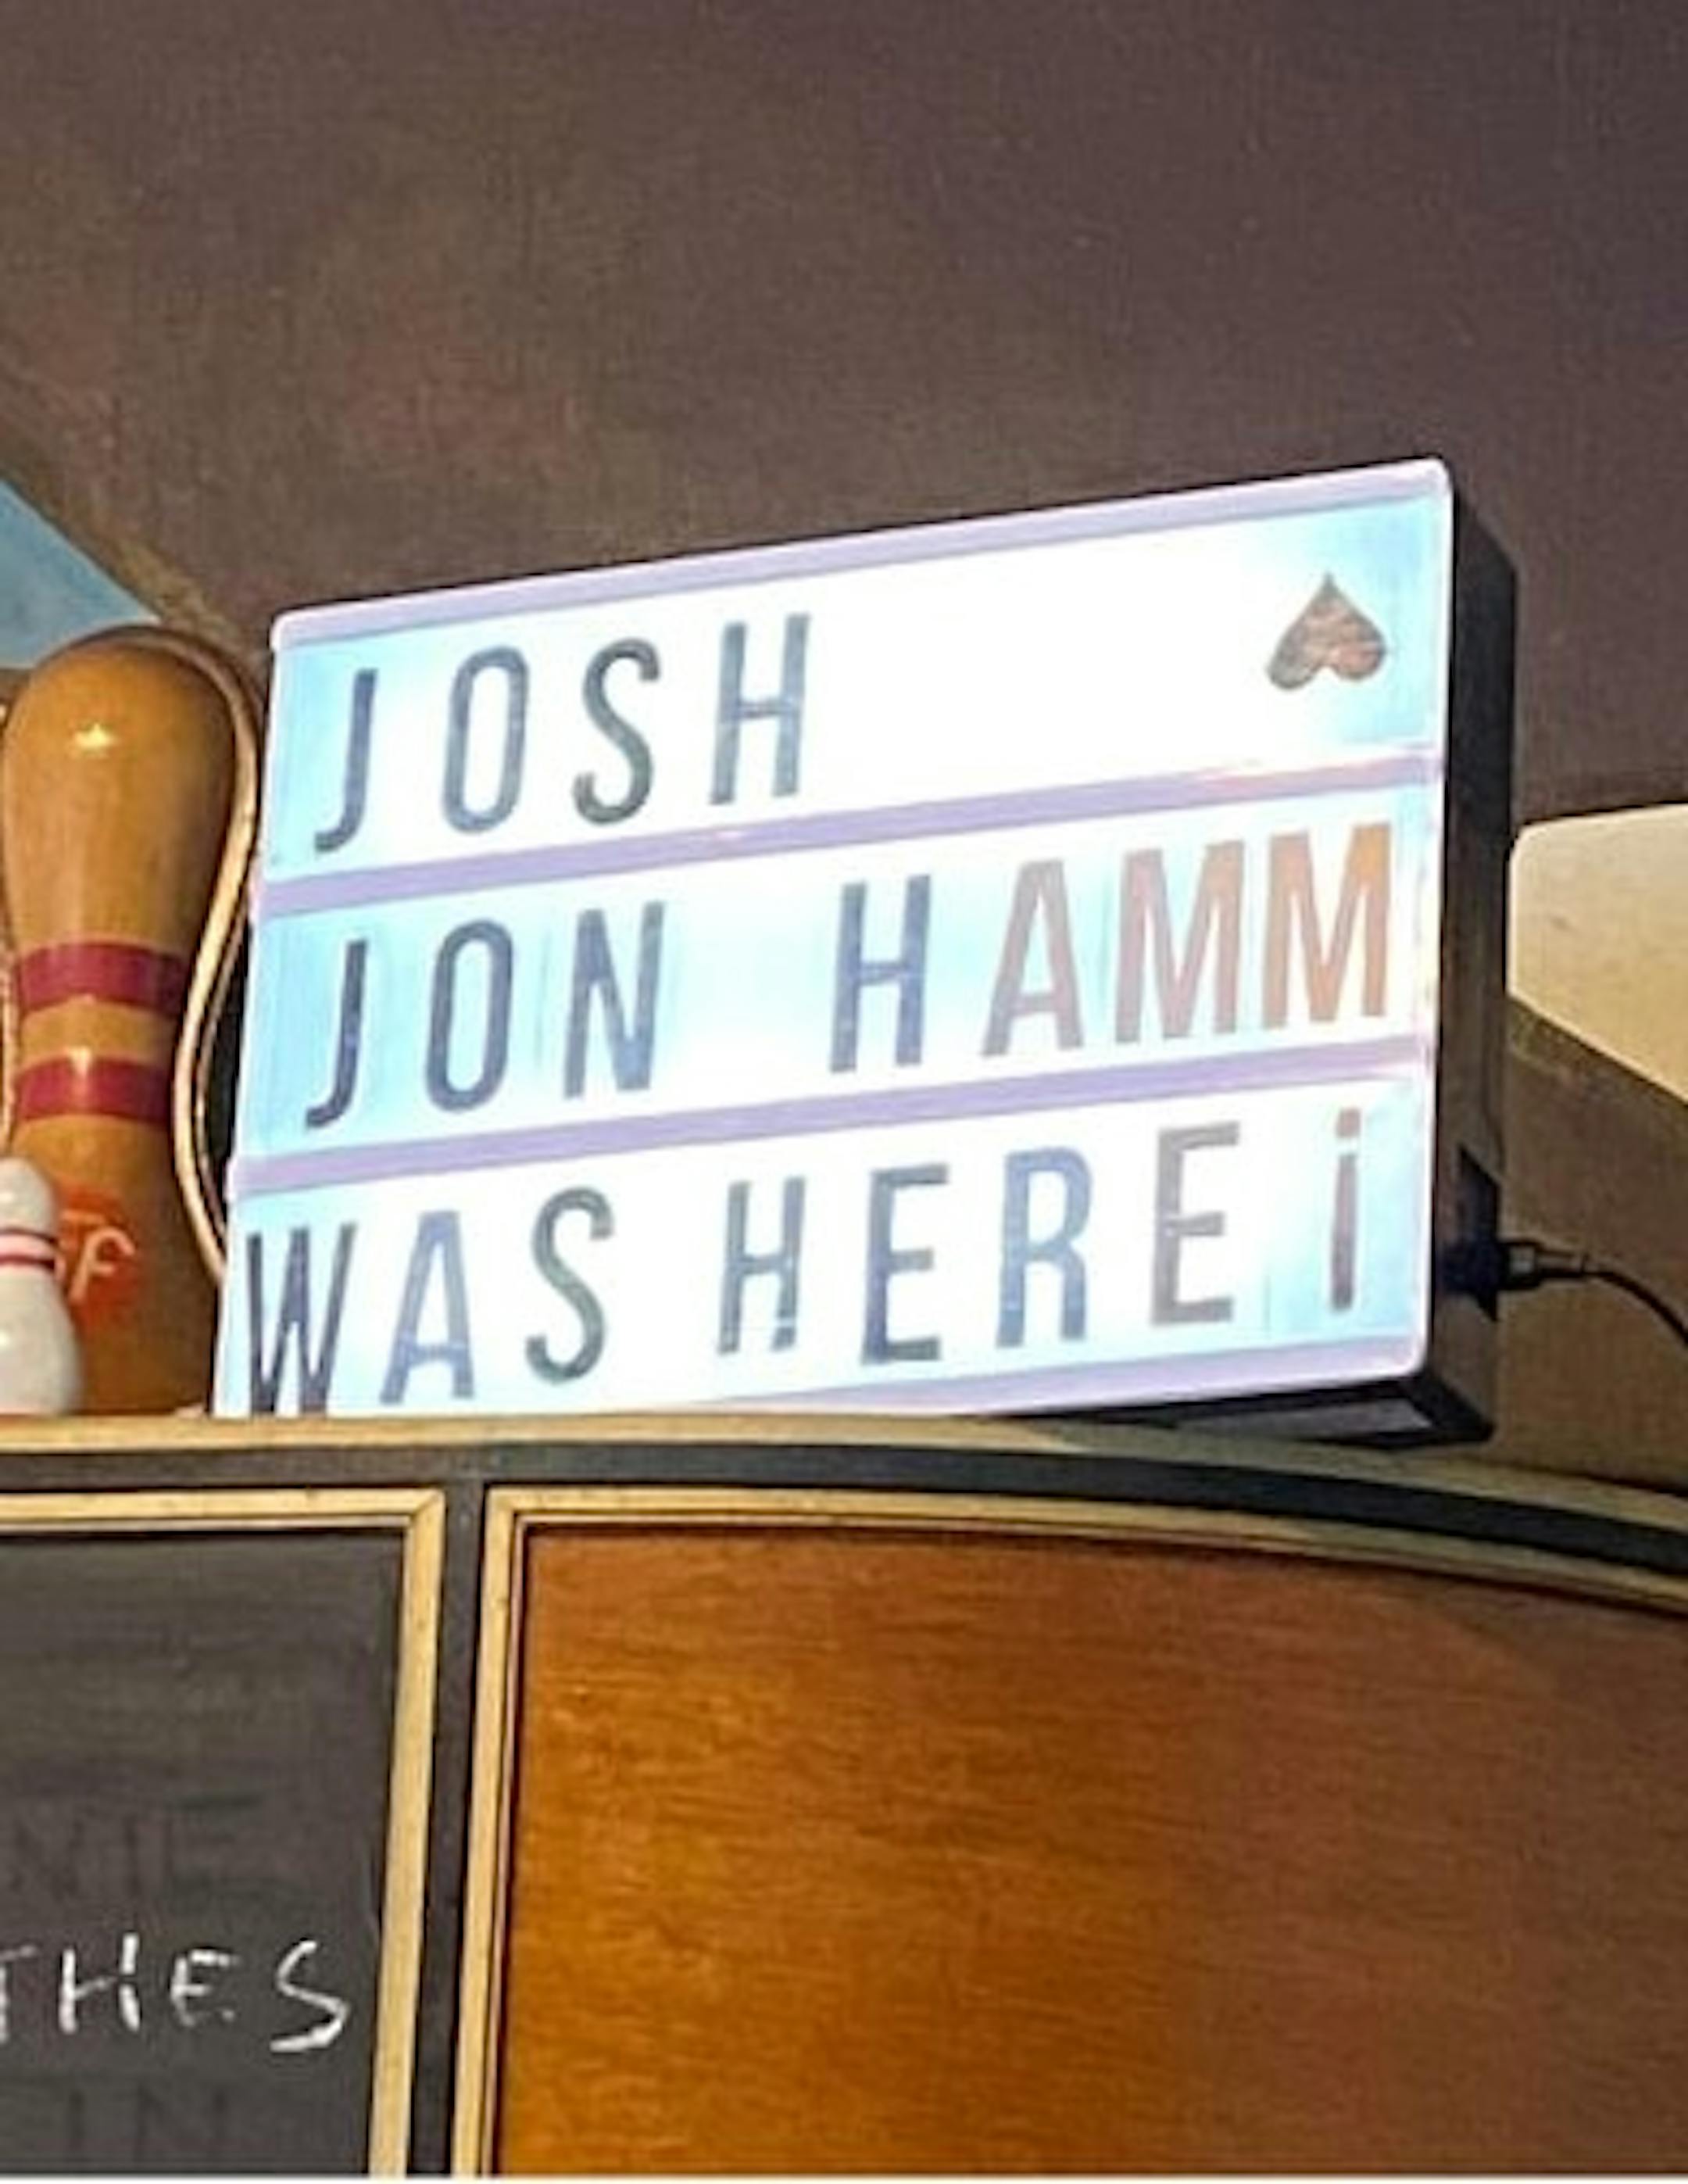 JOSH
JON HAMM
WAS HERE ¡
THES